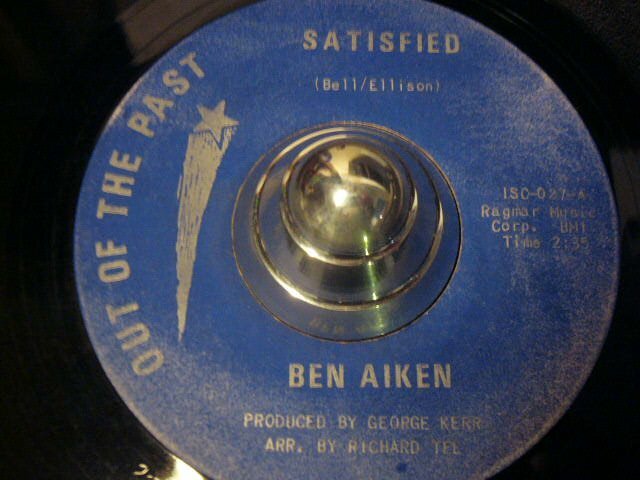 SATISFIED
(Bell/Ellison)
OUT OF THE PAST
ISC-027-A
Ragmar Music
Corp. BMI
Time 2:35
BEN AIKEN
PRODUCED BY GEORGE KERR
ARR. BY RICHARD TEL